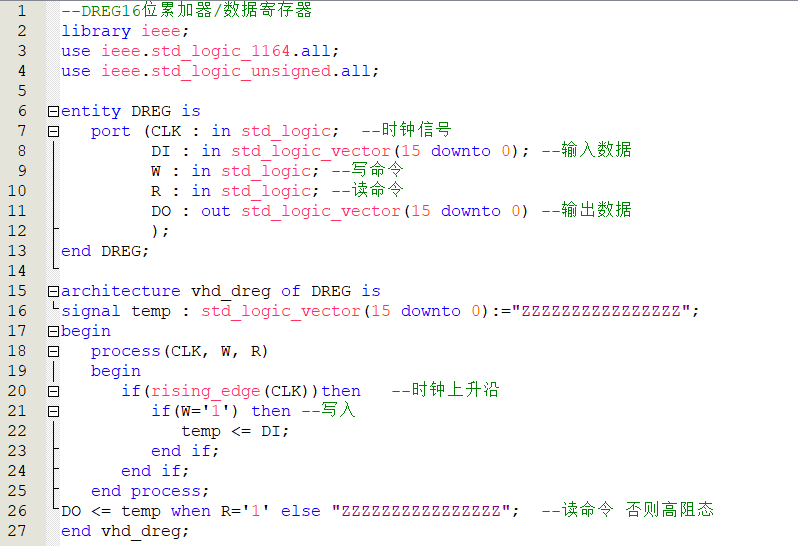 1 --DREG16位累加器/数据寄存器
2 library ieee;
3 use ieee.std_logic_1164.all;
4 use ieee.std_logic_unsigned.all;
5
6 entity DREG is
7 port (CLK : in std_logic; --时钟信号
8 DI : in std_logic_vector(15 downto 0); --输入数据
9 W : in std_logic; --写命令
10 R : in std_logic; --读命令
11 DO : out std_logic_vector(15 downto 0) --输出数据
12 );
13 end DREG;
14
15 architecture vhd_dreg of DREG is
16 signal temp : std_logic_vector(15 downto 0):="ZZZZZZZZZZZZZZZZ";
17 begin
18 process(CLK, W, R)
19 begin
20 if(rising_edge(CLK))then --时钟上升沿
21 if(W='1') then --写入
22 temp <= DI;
23 end if;
24 end if;
25 end process;
26 DO <= temp when R='1' else "ZZZZZZZZZZZZZZZZ"; --读命令 否则高阻态
27 end vhd_dreg;